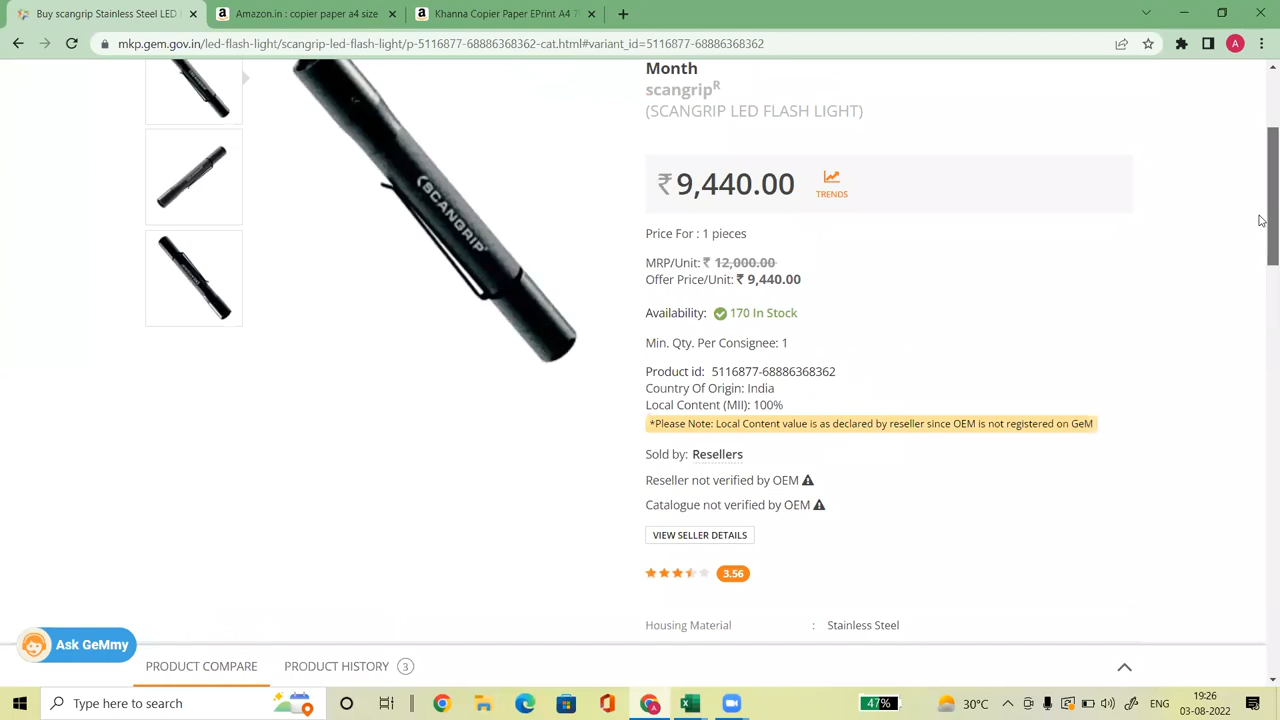 Buy scangrip Stainless Steel LED
Amazon.in : copier paper a4 size
Khanna Copier Paper EPrint A4 7
mkp.gem.gov.in/led-flash-light/scangrip-led-flash-light/p-5116877-68886368362-cat.html#variant_id=5116877-68886368362
A
Month
scangripR
(SCANGRIP LED FLASH LIGHT)
₹ 9,440.00
TRENDS
SCANGRIP
Price For : 1 pieces
MRP/Unit: ₹ 12,000.00
Offer Price/Unit: ₹ 9,440.00
Availability: 170 In Stock
Min. Qty. Per Consignee: 1
Product id: 5116877-68886368362
Country Of Origin: India
Local Content (MII): 100%
*Please Note: Local Content value is as declared by reseller since OEM is not registered on GeM
Sold by: Resellers
Reseller not verified by OEM
Catalogue not verified by OEM
VIEW SELLER DETAILS
3.56
Housing Material : Stainless Steel
Ask GeMmy
PRODUCT COMPARE PRODUCT HISTORY 3
Type here to search
47%
30°C
ENG
19:26
03-08-2022